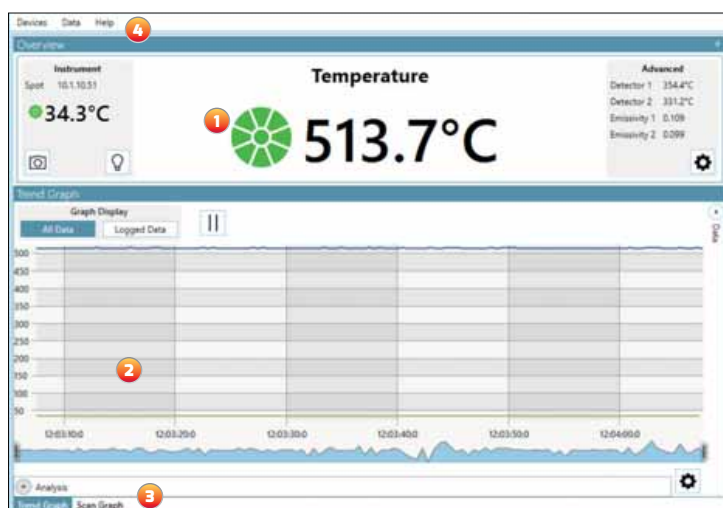 Devices Data Help 4
Overview
Instrument
Spot 10.1.10.51
34.3°C
Temperature
1
513.7°C
Advanced
Detector 1 354.4°C
Detector 2 331.2°C
Emissivity 1 0.109
Emissivity 2 0.099
Trend Graph
Graph Display
All Data Logged Data
Data
500
450
400
350
300
250
200
150
100
50
2
12:03:10.0 12:03:20.0 12:03:30.0 12:03:40.0 12:03:50.0 12:04:00.0
Analysis
3
Trend Graph Scan Graph